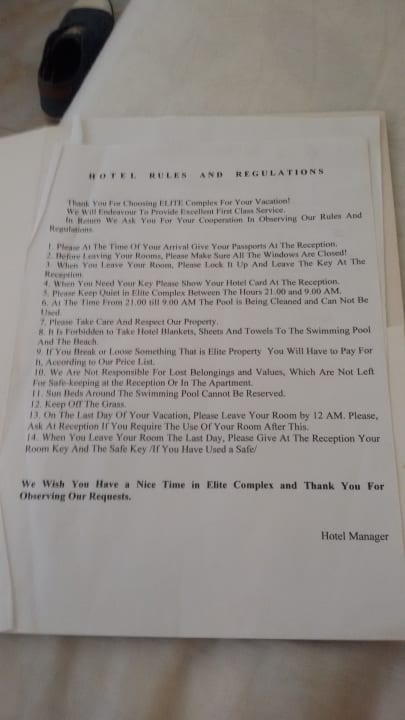 HOTEL RULES AND REGULATIONS
Thank You For Choosing ELITE Complex For Your Vacation!
We Will Endeavour To Provide Excellent First Class Service.
In Return We Ask You For Your Cooperation In Observing Our Rules And
Regulations.
1. Please At The Time Of Your Arrival Give Your Passports At The Reception.
2. Before Leaving Your Rooms, Please Make Sure All The Windows Are Closed!
3. When You Leave Your Room, Please Lock It Up And Leave The Key At The
Reception.
4. When You Need Your Key Please Show Your Hotel Card At The Reception.
5. Please Keep Quiet in Elite Complex Between The Hours 21.00 and 9.00 AM.
6. At The Time From 21.00 till 9.00 AM The Pool is Being Cleaned and Can Not Be
Used.
7. Please Take Care And Respect Our Property.
8. It Is Forbidden to Take Hotel Blankets, Sheets And Towels To The Swimming Pool
And The Beach.
9. If You Break or Loose Something That is Elite Property You Will Have to Pay For
It, According to Our Price List.
10. We Are Not Responsible For Lost Belongings and Values, Which Are Not Left
For Safe-keeping at the Reception Or In The Apartment.
11. Sun Beds Around The Swimming Pool Cannot Be Reserved.
12. Keep Off The Grass.
13. On The Last Day Of Your Vacation, Please Leave Your Room by 12 AM. Please,
Ask At Reception If You Require The Use Of Your Room After This.
14. When You Leave Your Room The Last Day, Please Give At The Reception Your
Room Key And The Safe Key /If You Have Used a Safe/
We Wish You Have a Nice Time in Elite Complex and Thank You For
Observing Our Requests.
Hotel Manager